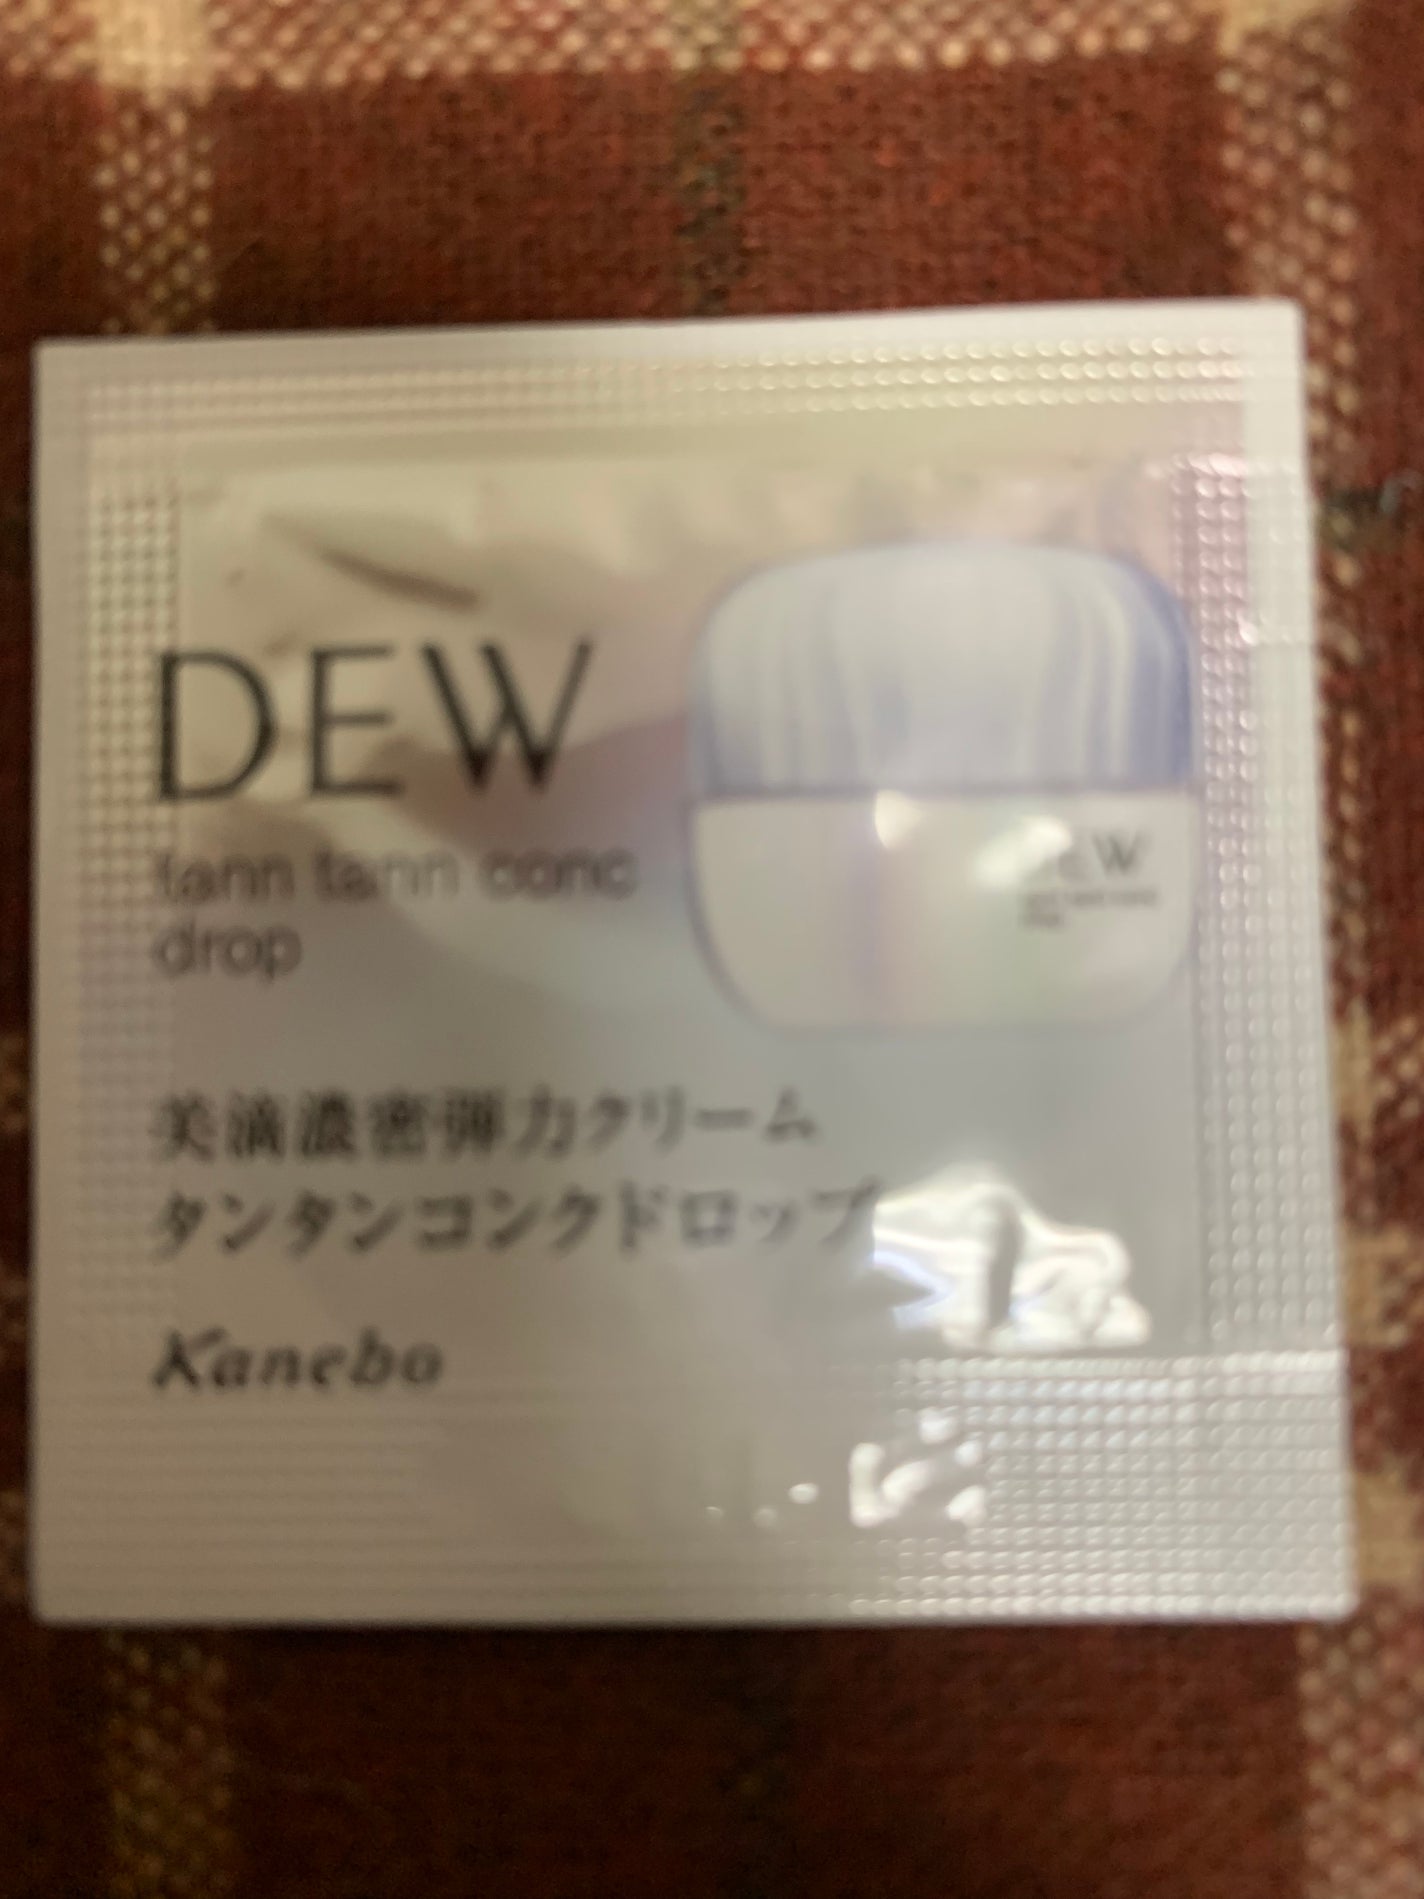 DEW
tann tann conc
drop
美滴濃密弾力クリーム
タンタンコンクドロップ
Kanebo